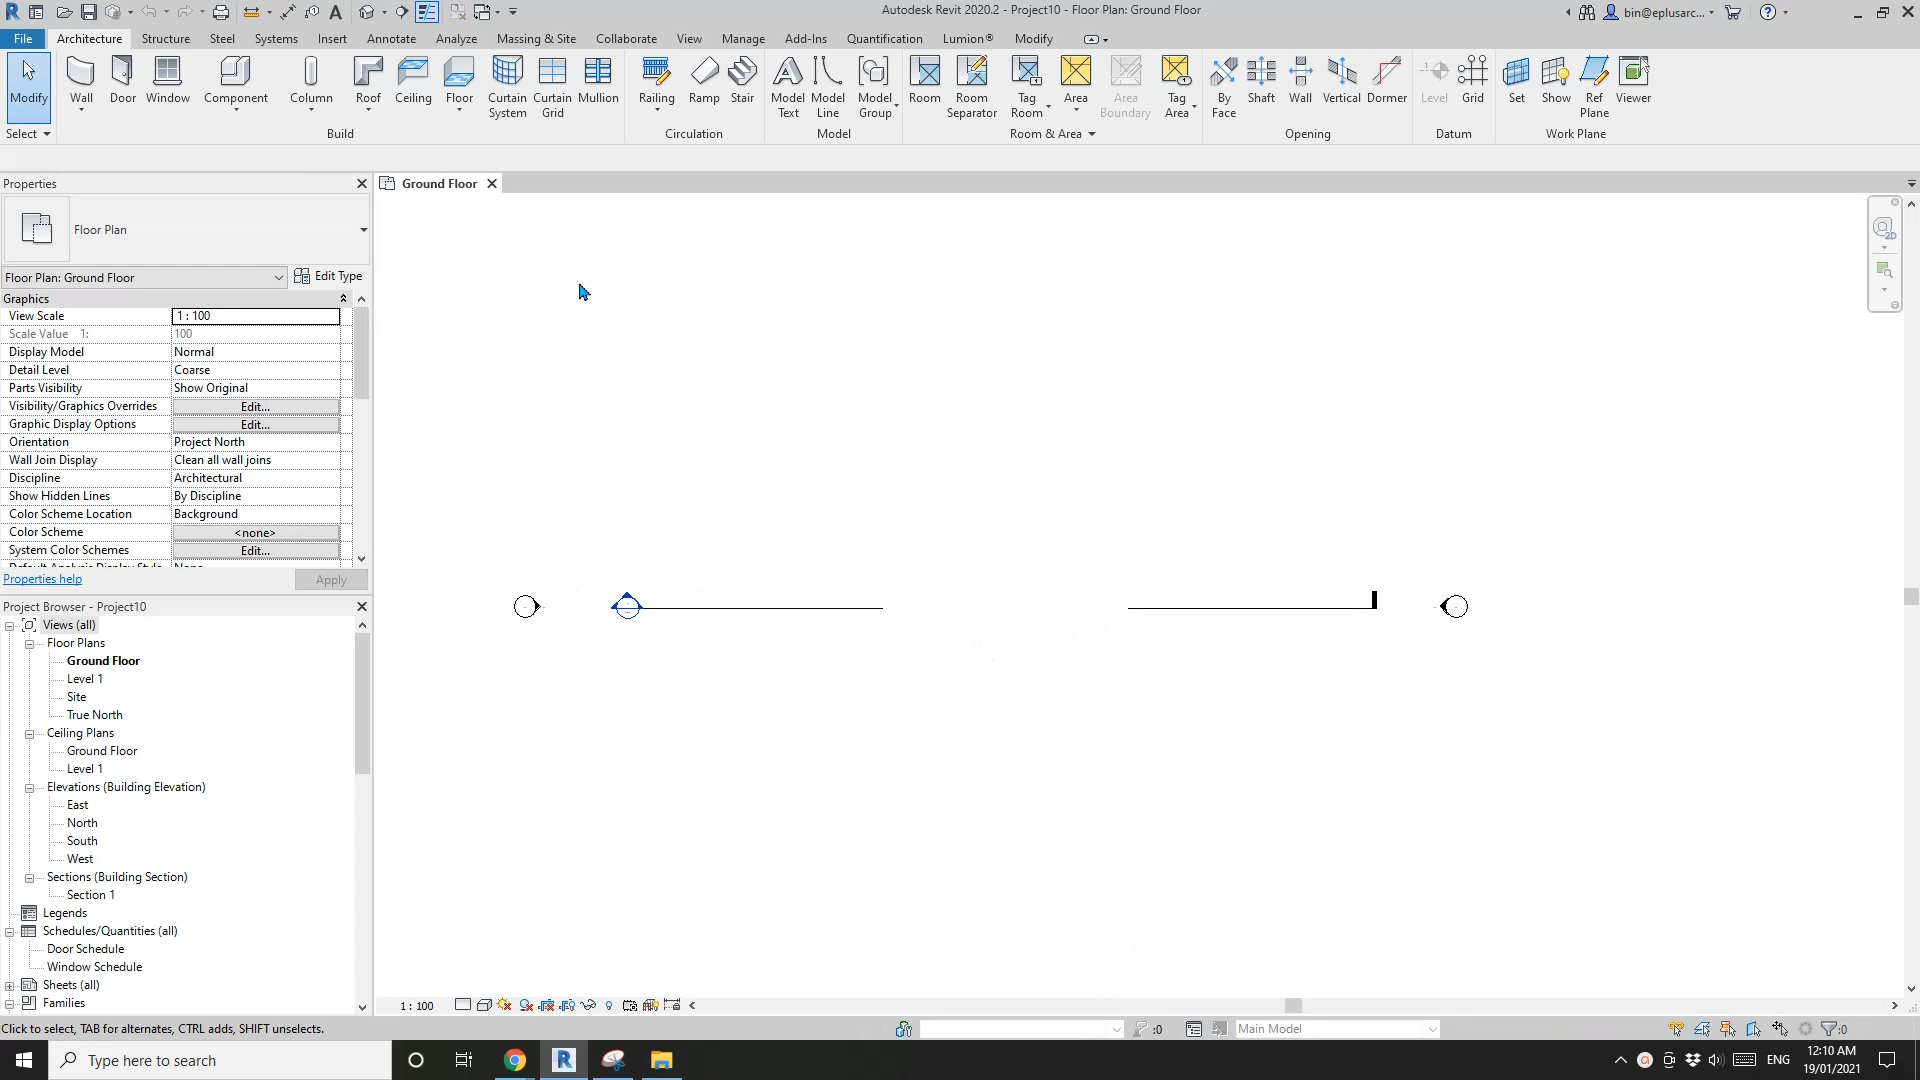 Autodesk Revit 2020.2 - Project10 - Floor Plan: Ground Floor
bin@eplusarc...
File Architecture Structure Steel Systems Insert Annotate Analyze Massing & Site Collaborate View Manage Add-Ins Quantification Lumion® Modify
Modify Wall Door Window Component Column Roof Ceiling Floor Curtain System Curtain Grid Mullion Railing Ramp Stair Model Text Model Line Model Group Room Room Separator Tag Room Area Area Boundary Tag Area By Face Shaft Wall Vertical Dormer Level Grid Set Show Ref Plane Viewer
Select Build Circulation Model Room & Area Opening Datum Work Plane
Properties
Ground Floor
Floor Plan
Floor Plan: Ground Floor Edit Type
Graphics
View Scale 1 : 100
Scale Value 1: 100
Display Model Normal
Detail Level Coarse
Parts Visibility Show Original
Visibility/Graphics Overrides Edit...
Graphic Display Options Edit...
Orientation Project North
Wall Join Display Clean all wall joins
Discipline Architectural
Show Hidden Lines By Discipline
Color Scheme Location Background
Color Scheme <none>
System Color Schemes Edit...
Default Analysis Display Style None
Properties help Apply
Project Browser - Project10
Views (all)
Floor Plans
Ground Floor
Level 1
Site
True North
Ceiling Plans
Ground Floor
Level 1
Elevations (Building Elevation)
East
North
South
West
Sections (Building Section)
Section 1
Legends
Schedules/Quantities (all)
Door Schedule
Window Schedule
Sheets (all)
Families
2D
1 : 100
Click to select, TAB for alternates, CTRL adds, SHIFT unselects.
:0
Main Model
:0
Type here to search
ENG
12:10 AM
19/01/2021